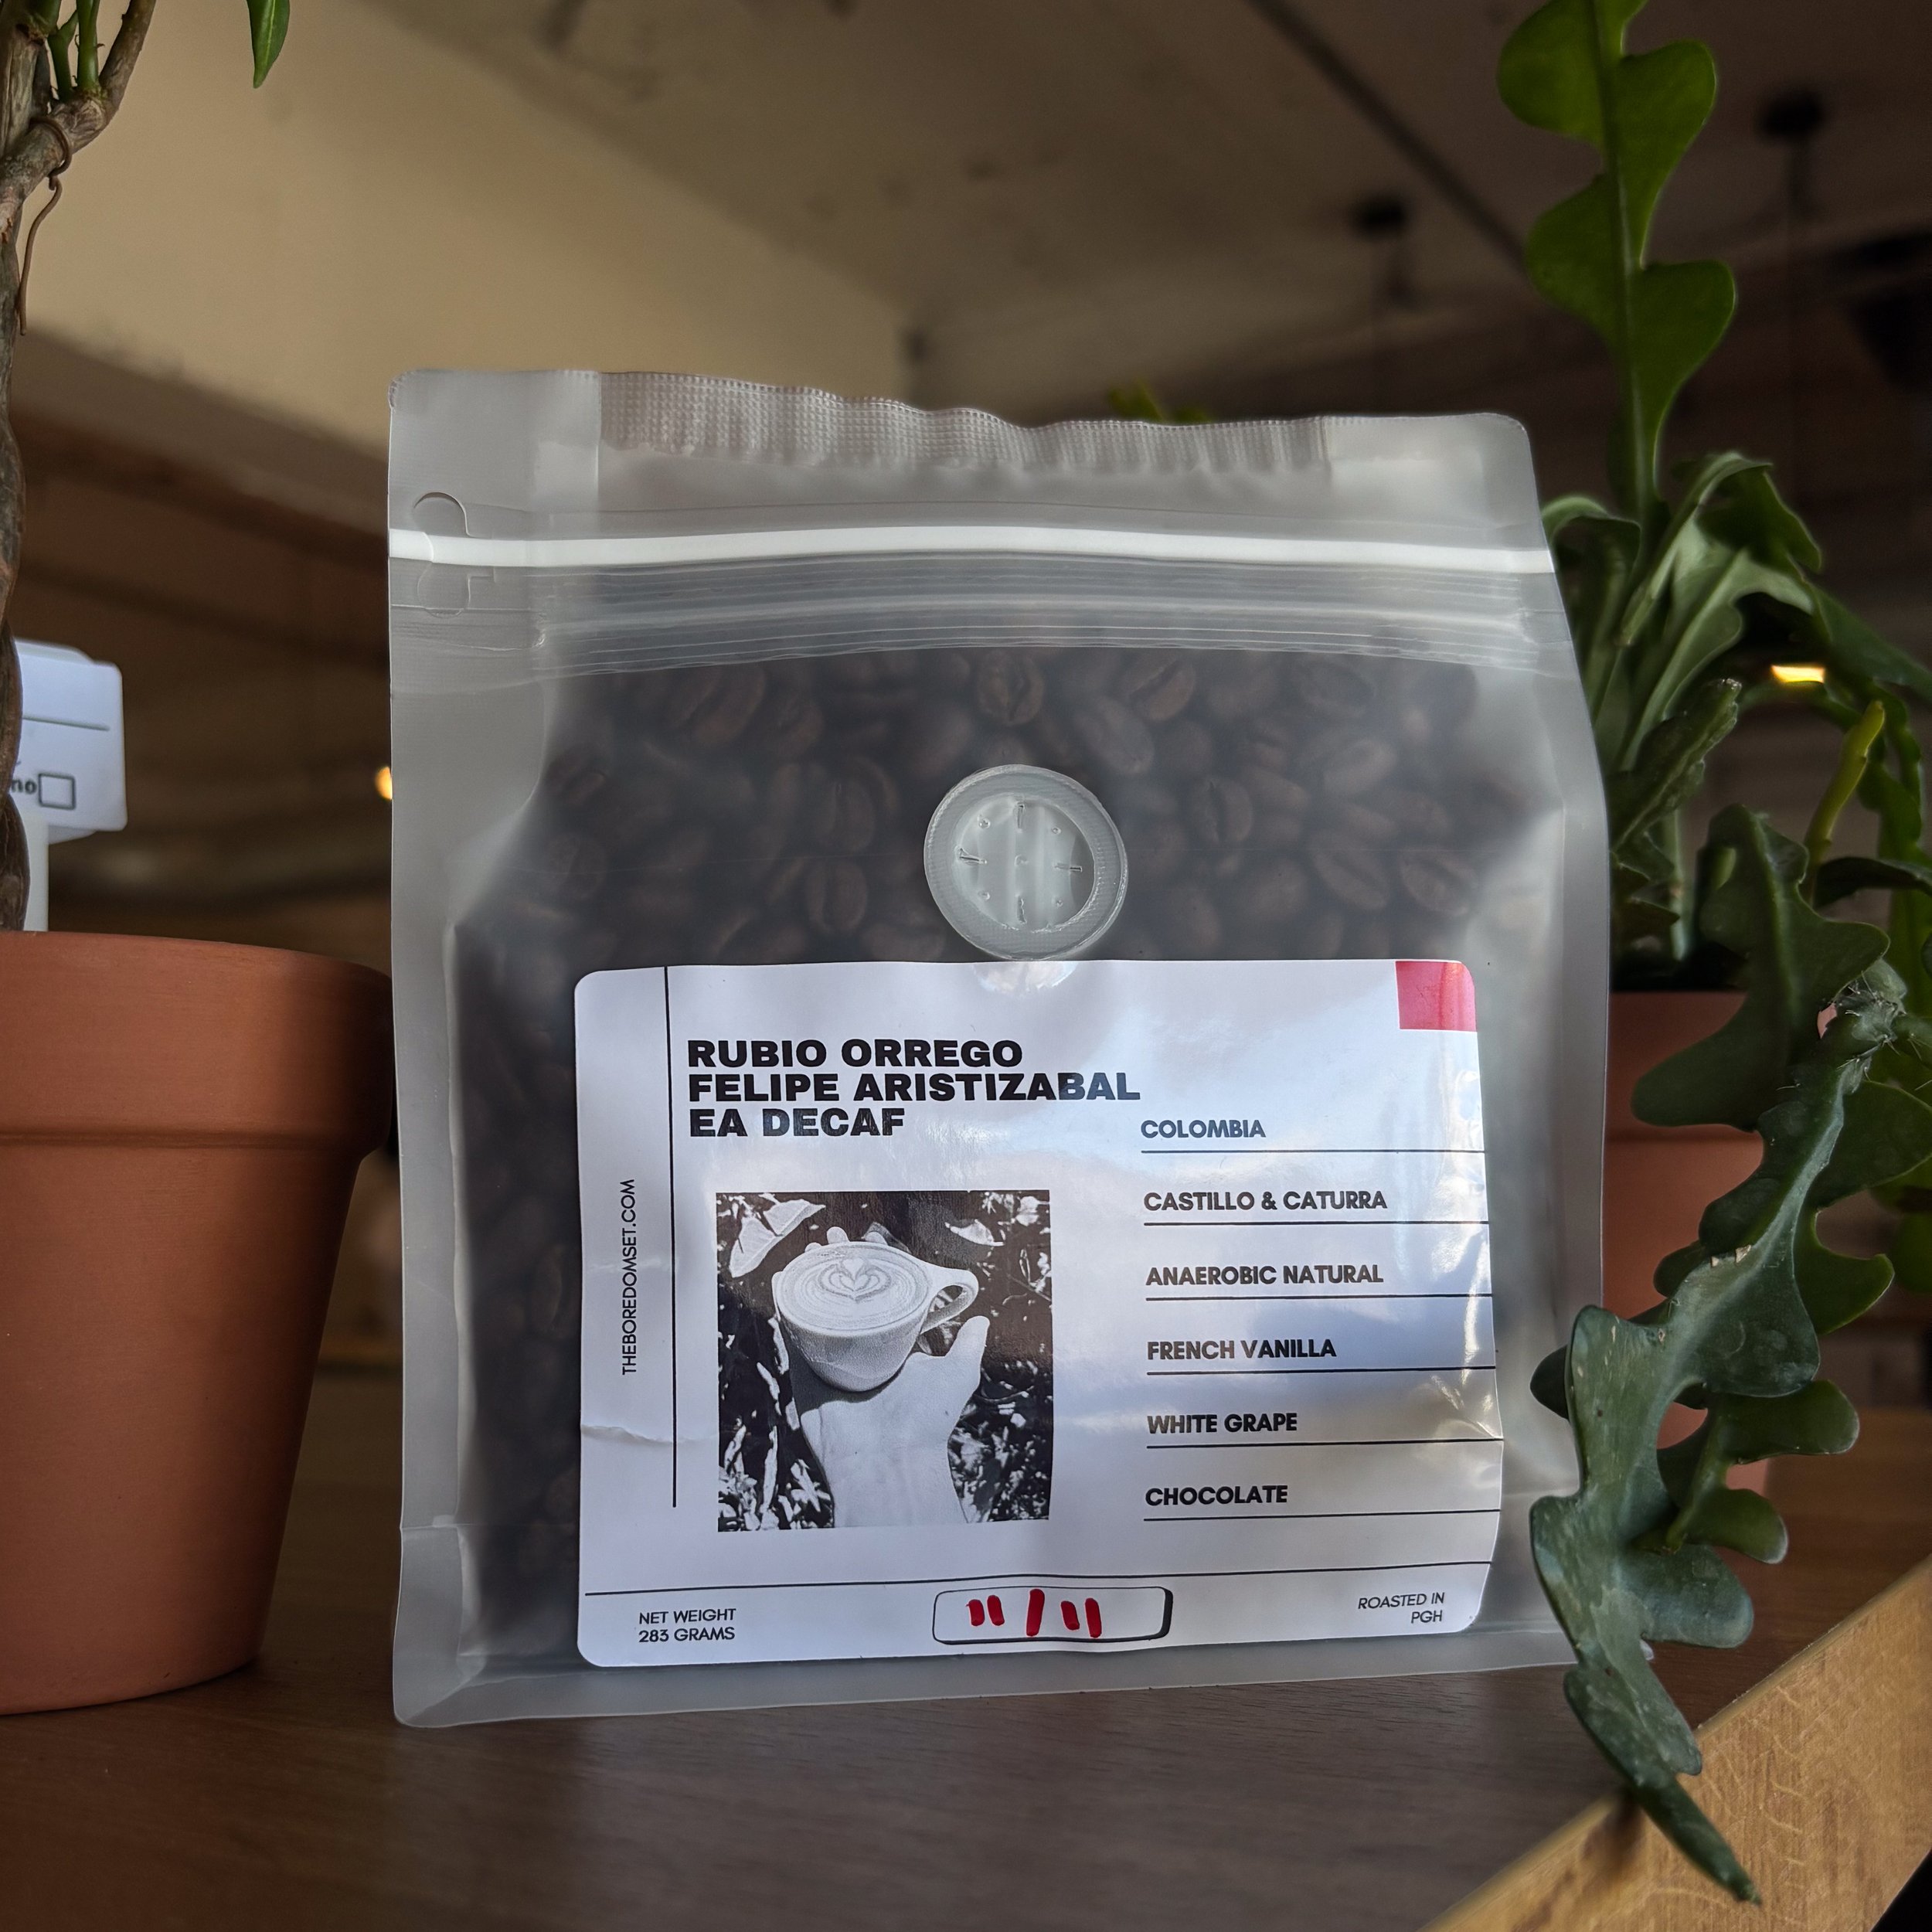 RUBIO ORREGO
FELIPE ARISTIZABAL
EA DECAF
COLOMBIA
CASTILLO & CATURRA
ANAEROBIC NATURAL
FRENCH VANILLA
WHITE GRAPE
CHOCOLATE
THEBOREDOMSET.COM
NET WEIGHT
283 GRAMS
11/11
ROASTED IN
PGH
no